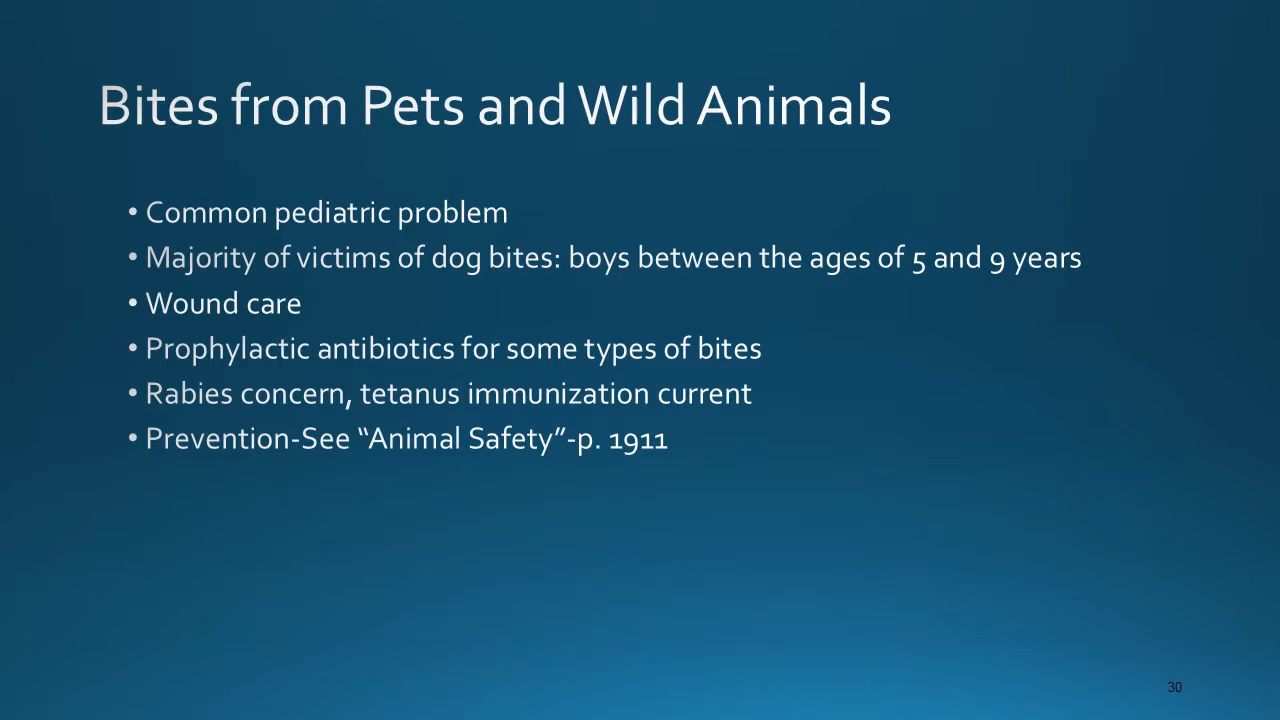 Bites from Pets and Wild Animals
• Common pediatric problem
• Majority of victims of dog bites: boys between the ages of 5 and 9 years
• Wound care
• Prophylactic antibiotics for some types of bites
• Rabies concern, tetanus immunization current
• Prevention-See “Animal Safety”-p. 1911
30